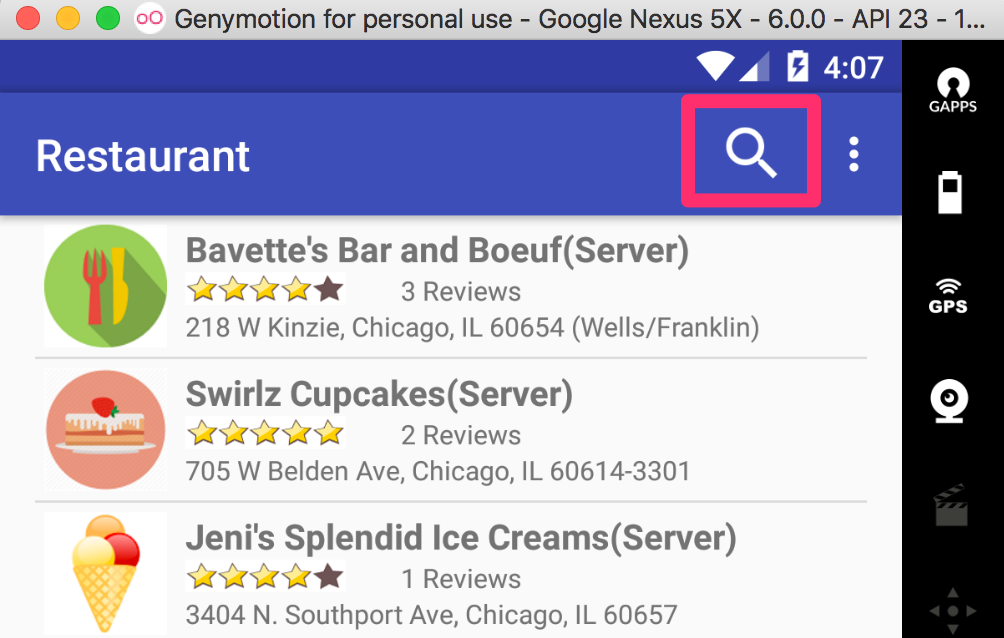 Genymotion for personal use - Google Nexus 5X - 6.0.0 - API 23 - 1...
4:07
GAPPS
Restaurant
GPS
Bavette's Bar and Boeuf(Server)
3 Reviews
218 W Kinzie, Chicago, IL 60654 (Wells/Franklin)
Swirlz Cupcakes(Server)
2 Reviews
705 W Belden Ave, Chicago, IL 60614-3301
Jeni's Splendid Ice Creams(Server)
1 Reviews
3404 N. Southport Ave, Chicago, IL 60657